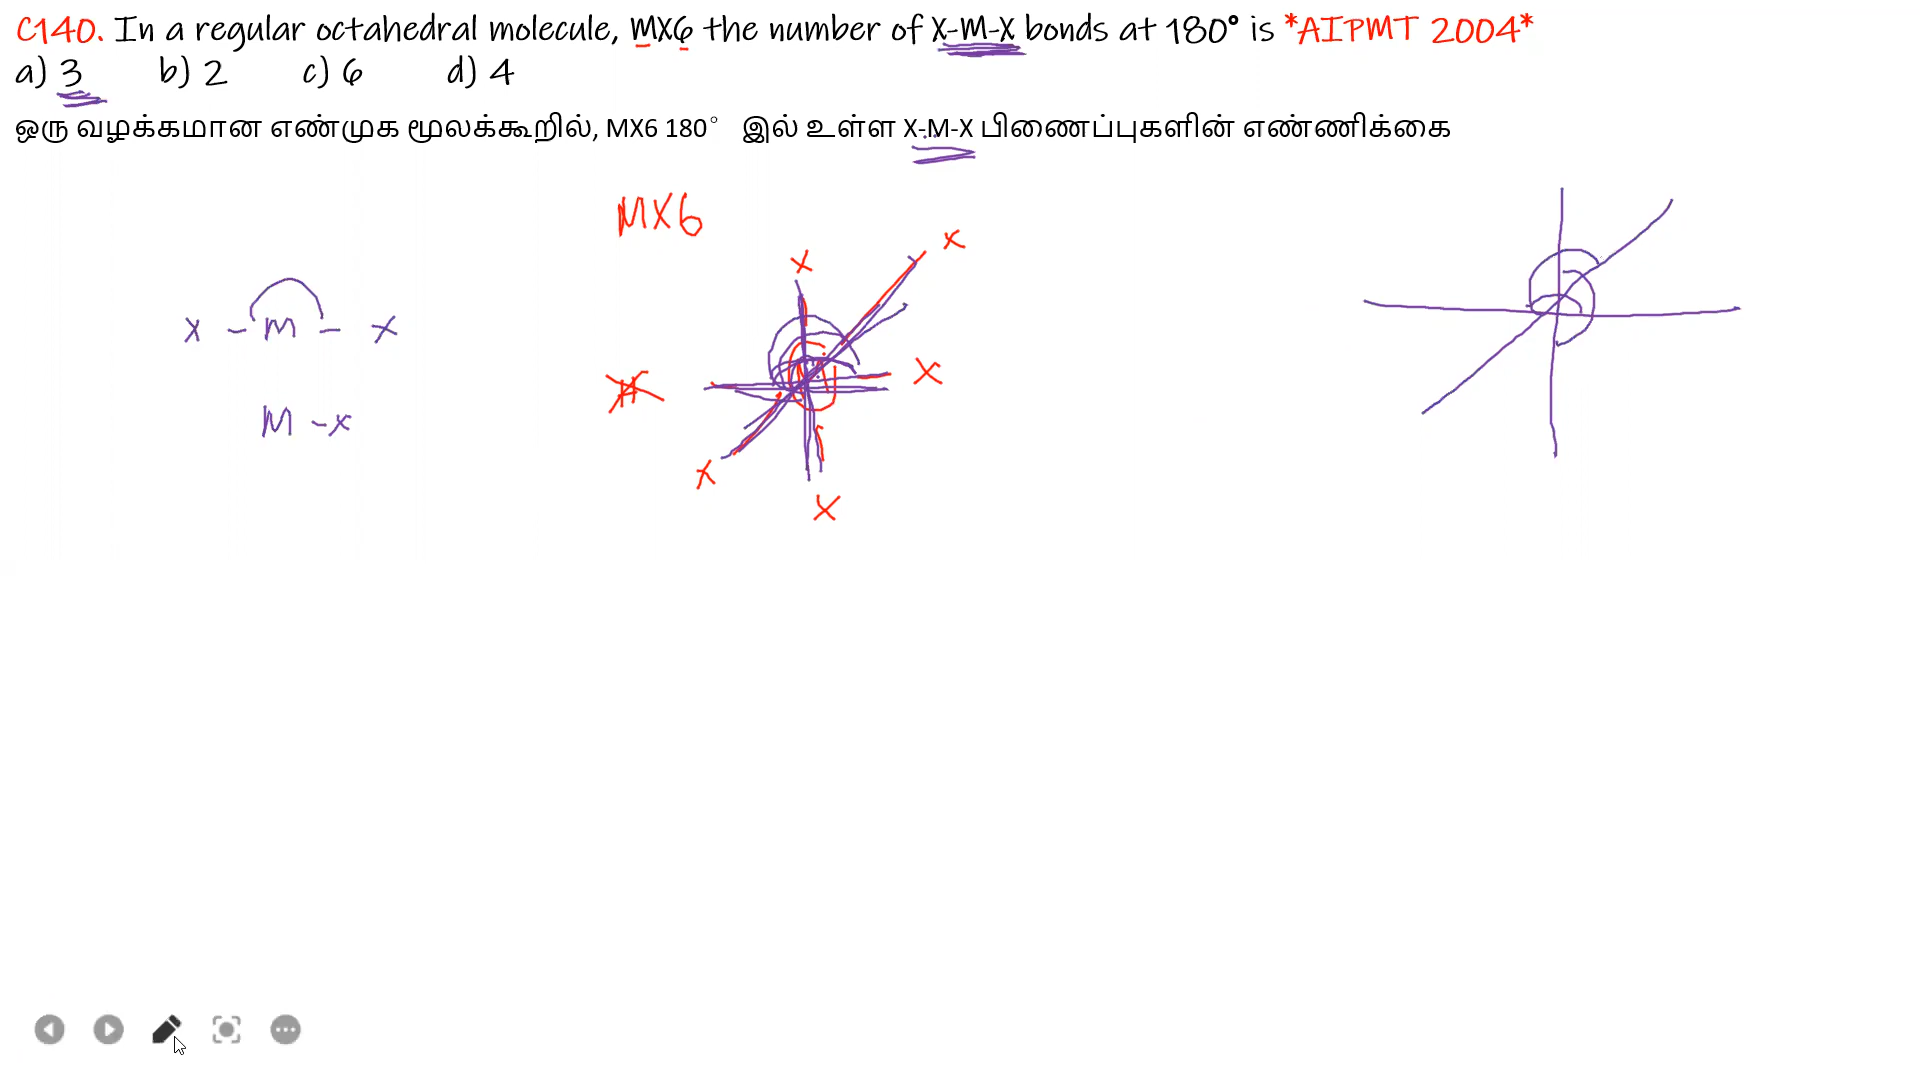 C140. In a regular octahedral molecule, MX6 the number of X-M-X bonds at 180° is *AIPMT 2004*
a) 3 b) 2 c) 6 d) 4
ஒரு வழக்கமான எண்முக மூலக்கூறில், MX6 180° இல் உள்ள X-M-X பிணைப்புகளின் எண்ணிக்கை
MX6
X
X
X - M - X
X
X
M - X
X